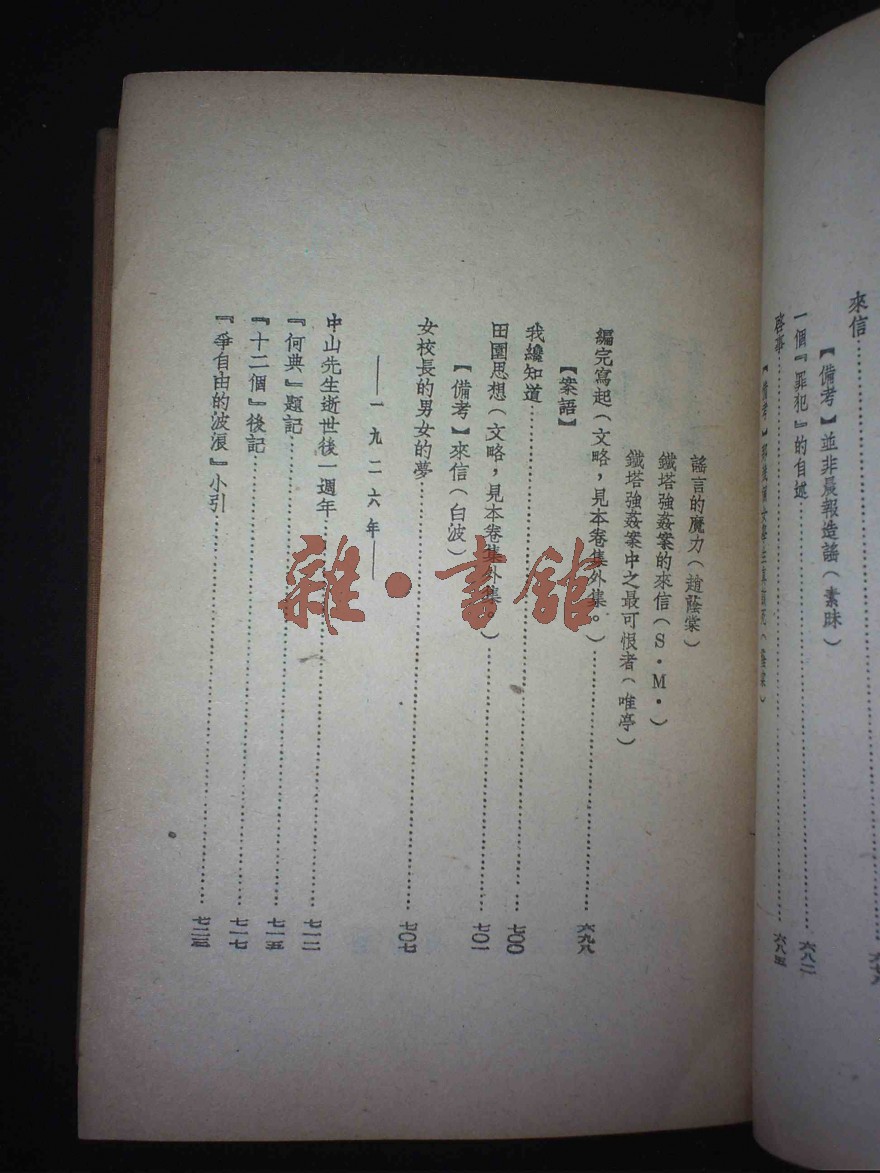 來信……六七九
【備考】並非晨報造謠（素昧）
一個『罪犯』的自述……六八二
啓事……六八五
【備考】
謠言的魔力（趙蔭棠）
鐵塔強姦案的來信（S．M．）
鐵塔強姦案中之最可恨者（唯亭）
編完寫起（文略，見本卷集外集。）……六九八
【案語】
我纔知道……七〇〇
田園思想（文略，見本卷集外集。）……七〇一
【備考】來信（白波）
女校長的男女的夢……七〇七
——一九二六年——
中山先生逝世後一週年……七一二
『何典』題記……七一五
『十二個』後記……七一七
『爭自由的波浪』小引……七二三
雜·書館